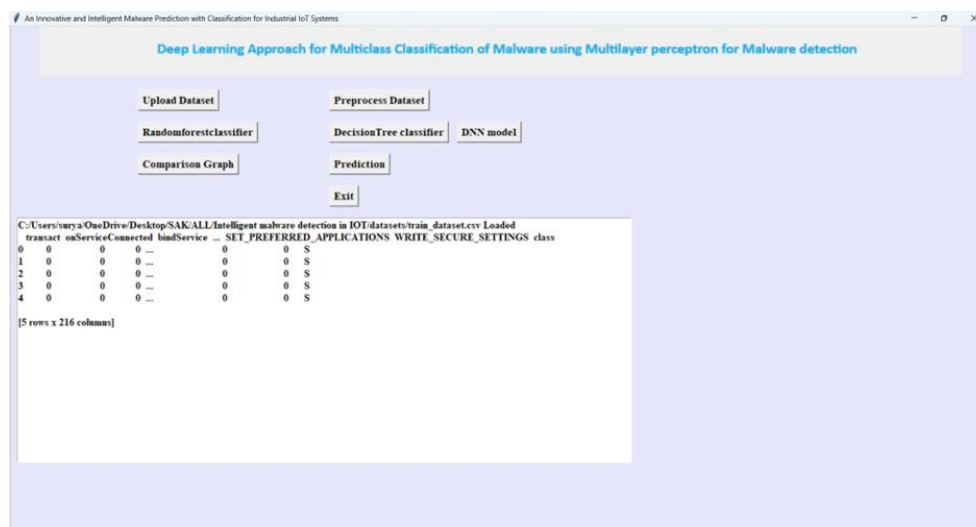 An Innovative and Intelligent Malware Prediction with Classification for Industrial IoT Systems
Deep Learning Approach for Multiclass Classification of Malware using Multilayer perceptron for Malware detection
Upload Dataset
Preprocess Dataset
Randomforestclassifier
DecisionTree classifier
DNN model
Comparison Graph
Prediction
Exit
C:/Users/surya/OneDrive/Desktop/SAK/ALL/Intelligent malware detection in IOT/datasets/train_dataset.csv Loaded
transact onServiceConnected bindService ... SET_PREFERRED_APPLICATIONS WRITE_SECURE_SETTINGS class
0 0 0 0 ... 0 0 S
1 0 0 0 ... 0 0 S
2 0 0 0 ... 0 0 S
3 0 0 0 ... 0 0 S
4 0 0 0 ... 0 0 S
[5 rows x 216 columns]